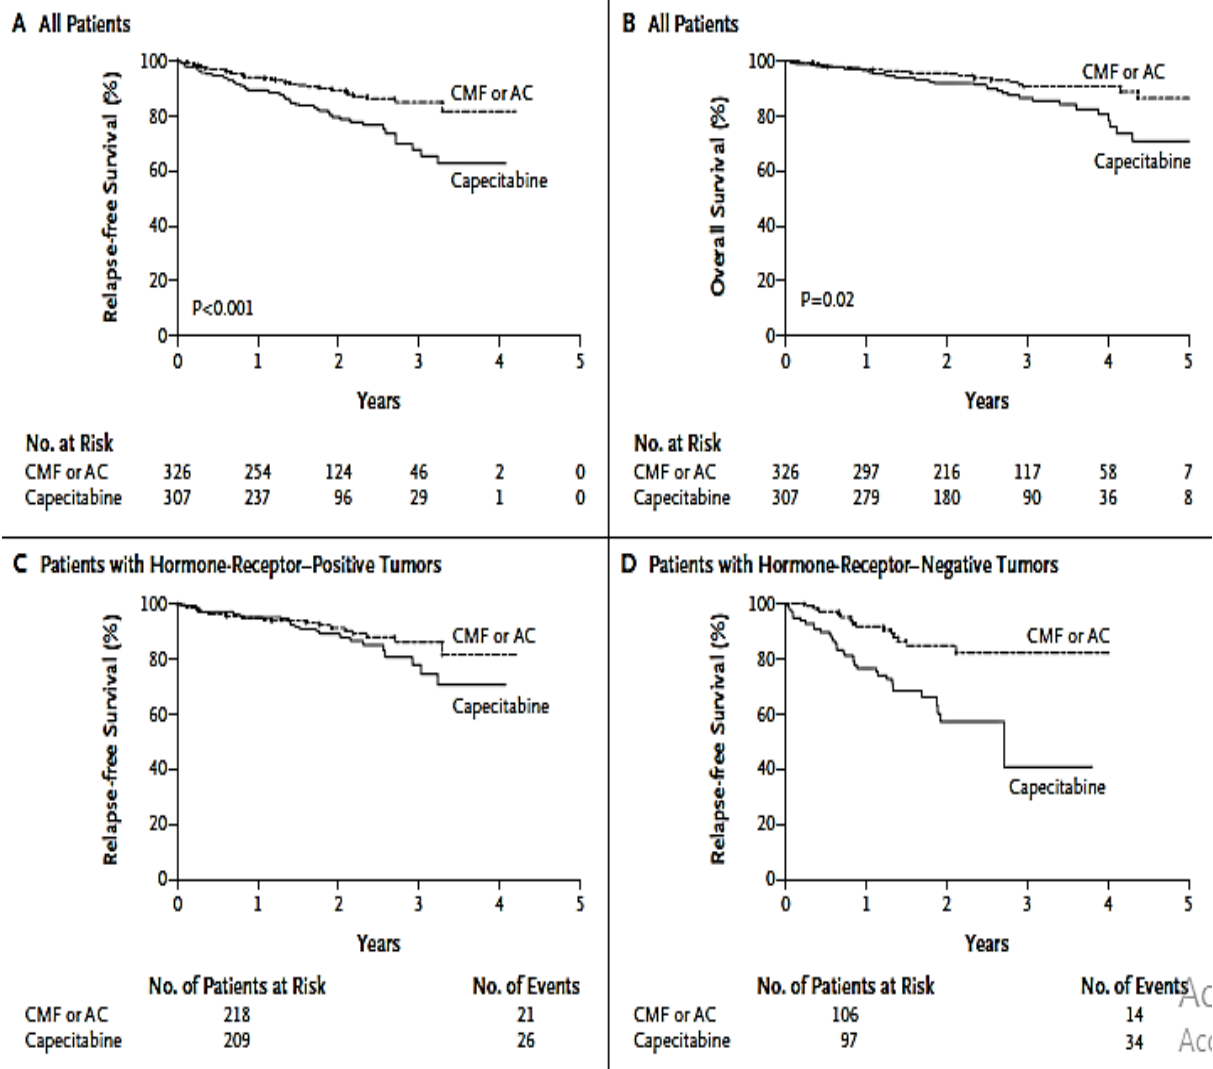 A All Patients
100
80
60
40
20
0
Relapse-free Survival (%)
CMF or AC
Capecitabine
P<0.001
0 1 2 3 4 5
Years
No. at Risk
CMF or AC 326 254 124 46 2 0
Capecitabine 307 237 96 29 1 0
B All Patients
100
80
60
40
20
0
Overall Survival (%)
CMF or AC
Capecitabine
P=0.02
0 1 2 3 4 5
Years
No. at Risk
CMF or AC 326 297 216 117 58 7
Capecitabine 307 279 180 90 36 8
C Patients with Hormone-Receptor–Positive Tumors
100
80
60
40
20
0
Relapse-free Survival (%)
CMF or AC
Capecitabine
0 1 2 3 4 5
Years
No. of Patients at Risk No. of Events
CMF or AC 218 21
Capecitabine 209 26
D Patients with Hormone-Receptor–Negative Tumors
100
80
60
40
20
0
Relapse-free Survival (%)
CMF or AC
Capecitabine
0 1 2 3 4 5
Years
No. of Patients at Risk No. of Events
CMF or AC 106 14
Capecitabine 97 34